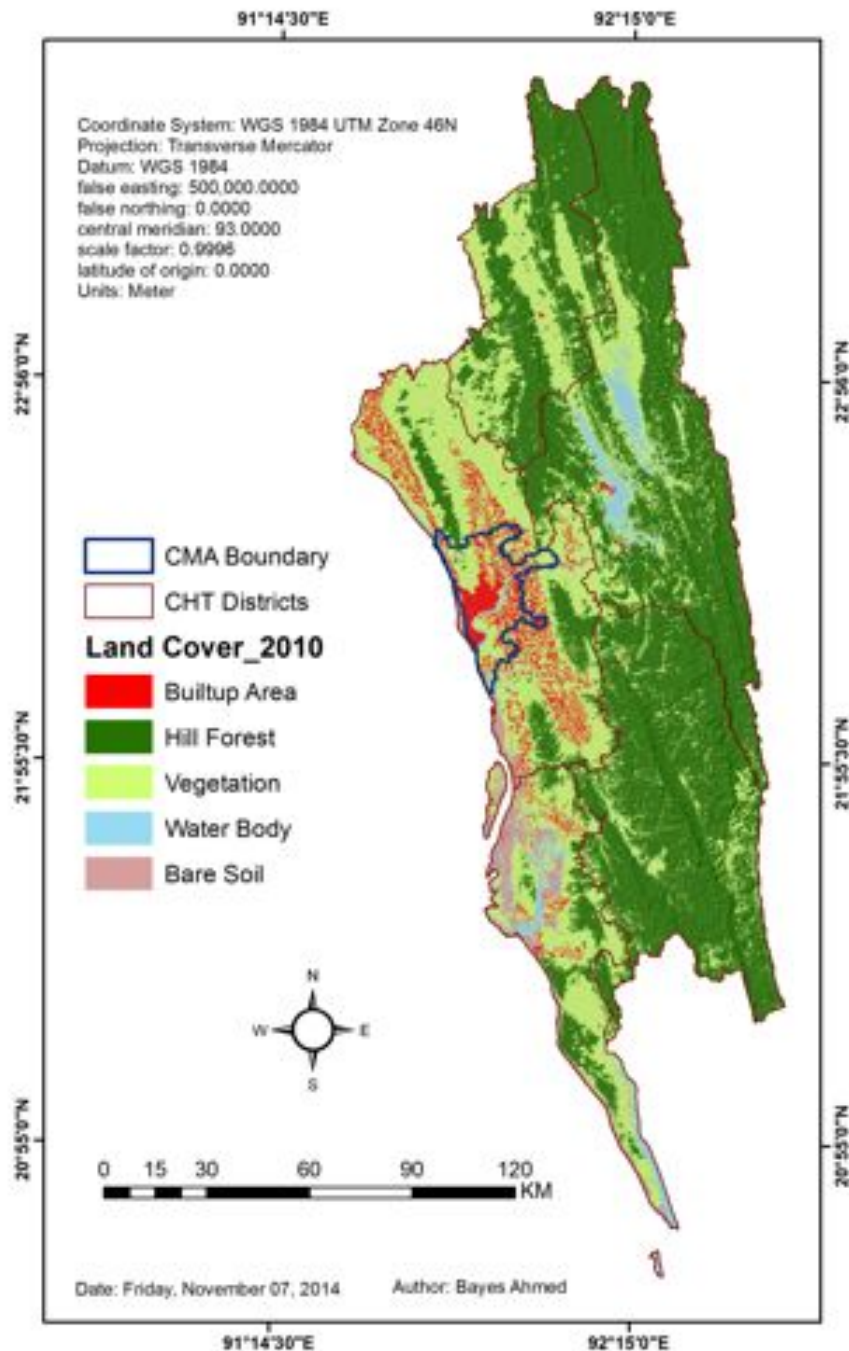 91°14'30"E 92°15'0"E
Coordinate System: WGS 1984 UTM Zone 46N
Projection: Transverse Mercator
Datum: WGS 1984
false easting: 500,000.0000
false northing: 0.0000
central meridian: 93.0000
scale factor: 0.9996
latitude of origin: 0.0000
Units: Meter
22°56'0"N 22°56'0"N
CMA Boundary
CHT Districts
Land Cover_2010
Builtup Area
Hill Forest
Vegetation
Water Body
Bare Soil
21°55'30"N 21°55'30"N
N
W E
S
20°55'0"N 20°55'0"N
0 15 30 60 90 120
KM
Date: Friday, November 07, 2014 Author: Bayes Ahmed
91°14'30"E 92°15'0"E